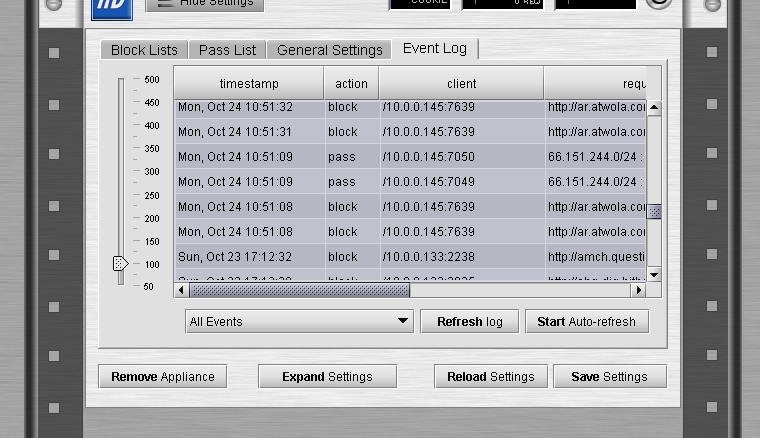 Hide Settings
COOKIE
Block Lists
Pass List
General Settings
Event Log
500
450
400
350
300
250
200
150
100
50
timestamp action client requ
Mon, Oct 24 10:51:32 block /10.0.0.145:7639 http://ar.atwola.co
Mon, Oct 24 10:51:31 block /10.0.0.145:7639 http://ar.atwola.co
Mon, Oct 24 10:51:09 pass /10.0.0.145:7050 66.151.244.0/24 :
Mon, Oct 24 10:51:09 pass /10.0.0.145:7049 66.151.244.0/24 :
Mon, Oct 24 10:51:08 block /10.0.0.145:7639 http://ar.atwola.co
Mon, Oct 24 10:51:08 block /10.0.0.145:7639 http://ar.atwola.co
Sun, Oct 23 17:12:32 block /10.0.0.133:2238 http://amch.questi
All Events
Refresh log
Start Auto-refresh
Remove Appliance
Expand Settings
Reload Settings
Save Settings